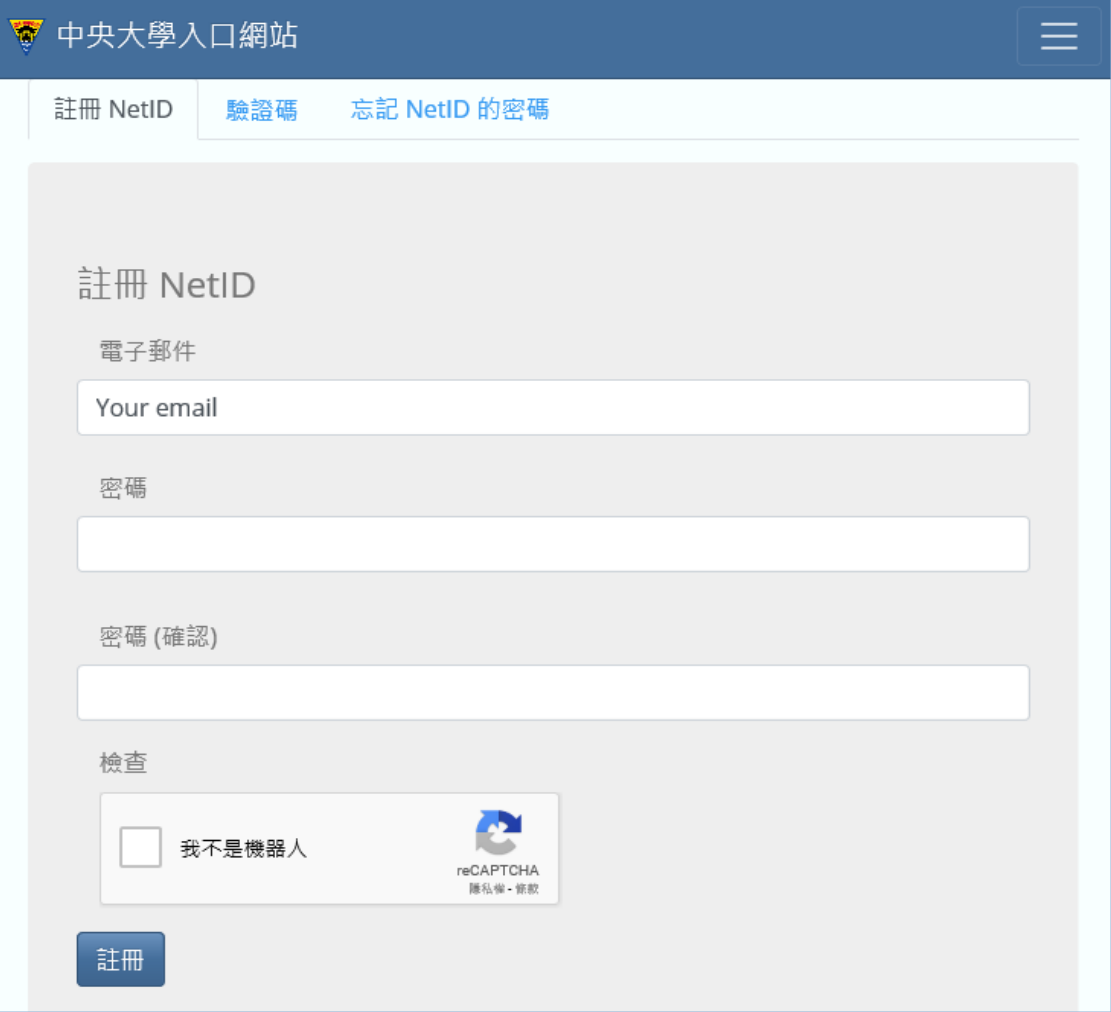 中央大學入口網站
註冊 NetID
驗證碼
忘記 NetID 的密碼
註冊 NetID
電子郵件
Your email
密碼
密碼 (確認)
檢查
我不是機器人
reCAPTCHA
隱私權 - 條款
註冊